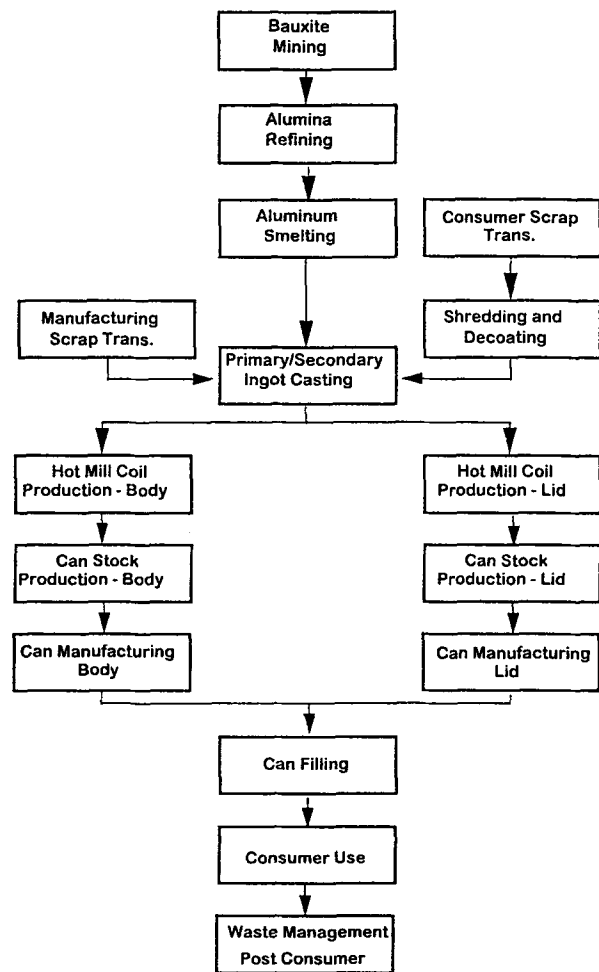 Bauxite
Mining
Alumina
Refining
Aluminum
Smelting
Consumer Scrap
Trans.
Manufacturing
Scrap Trans.
Shredding and
Decoating
Primary/Secondary
Ingot Casting
Hot Mill Coil
Production - Body
Hot Mill Coil
Production - Lid
Can Stock
Production - Body
Can Stock
Production - Lid
Can Manufacturing
Body
Can Manufacturing
Lid
Can Filling
Consumer Use
Waste Management
Post Consumer